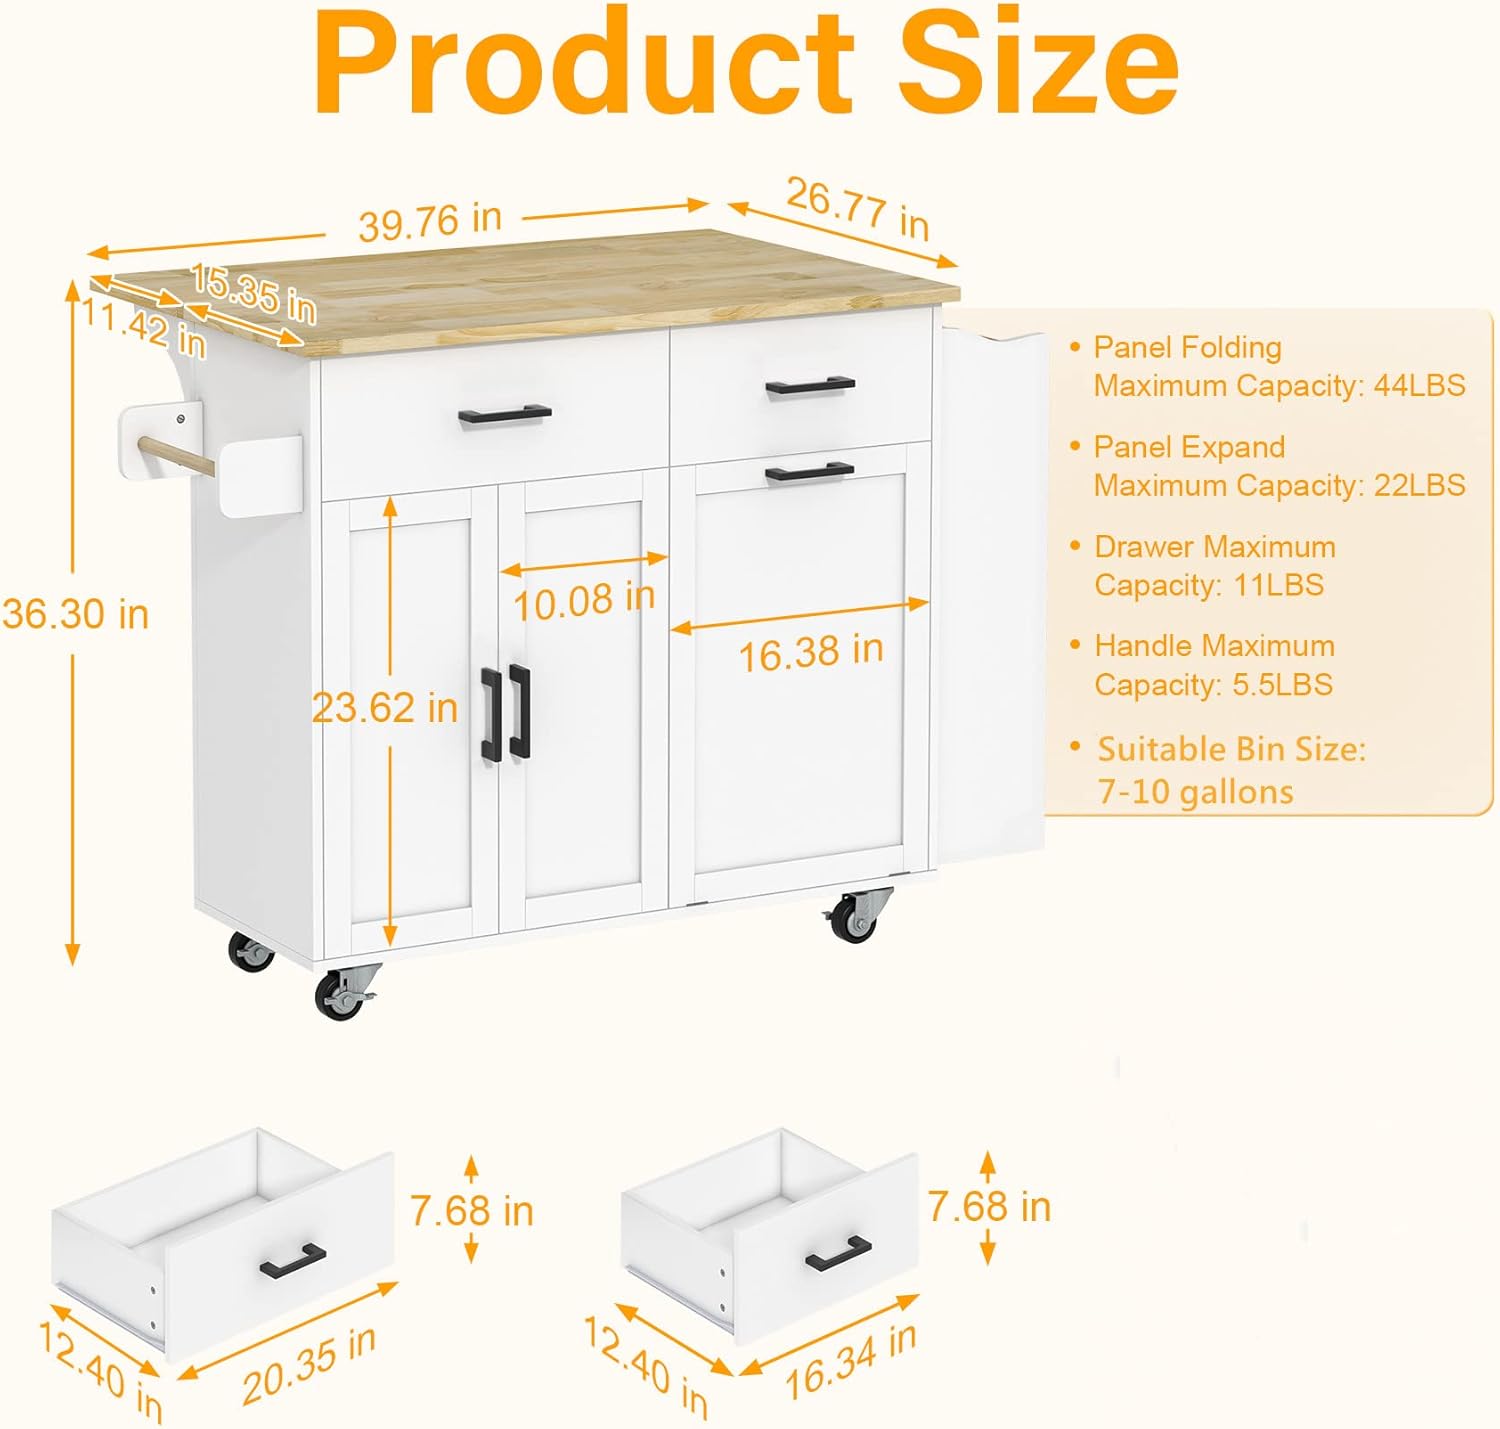 Product Size
39.76 in
26.77 in
15.35 in
11.42 in
36.30 in
10.08 in
16.38 in
23.62 in
• Panel Folding
Maximum Capacity: 44LBS
• Panel Expand
Maximum Capacity: 22LBS
• Drawer Maximum
Capacity: 11LBS
• Handle Maximum
Capacity: 5.5LBS
• Suitable Bin Size:
7-10 gallons
7.68 in
12.40 in
20.35 in
7.68 in
12.40 in
16.34 in